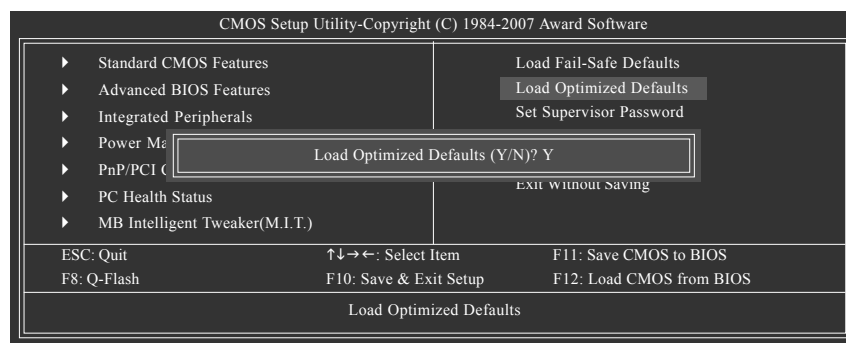 CMOS Setup Utility-Copyright (C) 1984-2007 Award Software
Standard CMOS Features
Advanced BIOS Features
Integrated Peripherals
Power Ma
PnP/PCI
PC Health Status
MB Intelligent Tweaker(M.I.T.)
Load Fail-Safe Defaults
Load Optimized Defaults
Set Supervisor Password
Exit Without Saving
Load Optimized Defaults (Y/N)? Y
ESC: Quit ↑↓→←: Select Item F11: Save CMOS to BIOS
F8: Q-Flash F10: Save & Exit Setup F12: Load CMOS from BIOS
Load Optimized Defaults